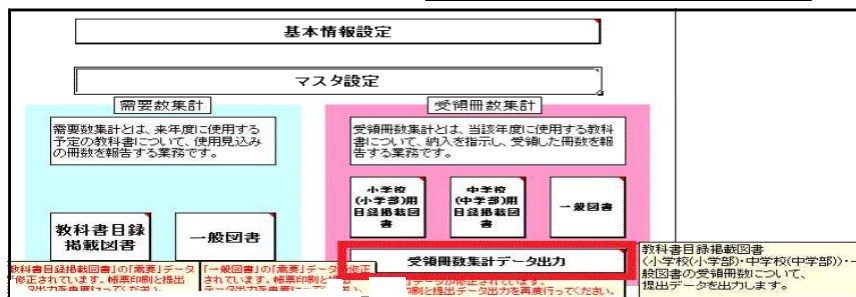 基本情報設定
マスタ設定
需要数集計
需要数集計とは、来年度に使用する
予定の教科書について、使用見込み
の冊数を報告する業務です。
教科書目録
掲載図書
一般図書
教科書目録掲載図書」の「需要」データ
修正されています。帳票印刷と提出
「一般図書」の「需要」データ
されています。帳票印刷と
受領冊数集計
受領冊数集計とは、当該年度に使用する教科
書について、納入を指示し、受領した冊数を報
告する業務です。
小学校
(小学部)用
目録掲載図
書
中学校
(中学部)用
目録掲載図
書
一般図書
受領冊数集計データ出力
データが修正されています。
印刷と提出データ出力を再度行ってください。
教科書目録掲載図書
(小学校(小学部)・中学校(中学部))・一
般図書の受領冊数について、
提出データを出力します。